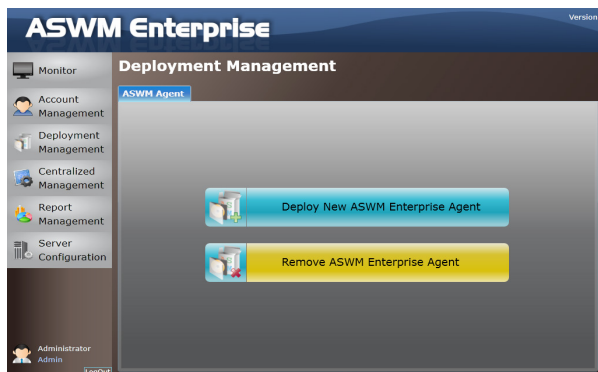 ASWM Enterprise
Version
Monitor
Account
Management
Deployment
Management
Centralized
Management
Report
Management
Server
Configuration
Administrator
Admin
LogOut
Deployment Management
ASWM Agent
Deploy New ASWM Enterprise Agent
Remove ASWM Enterprise Agent